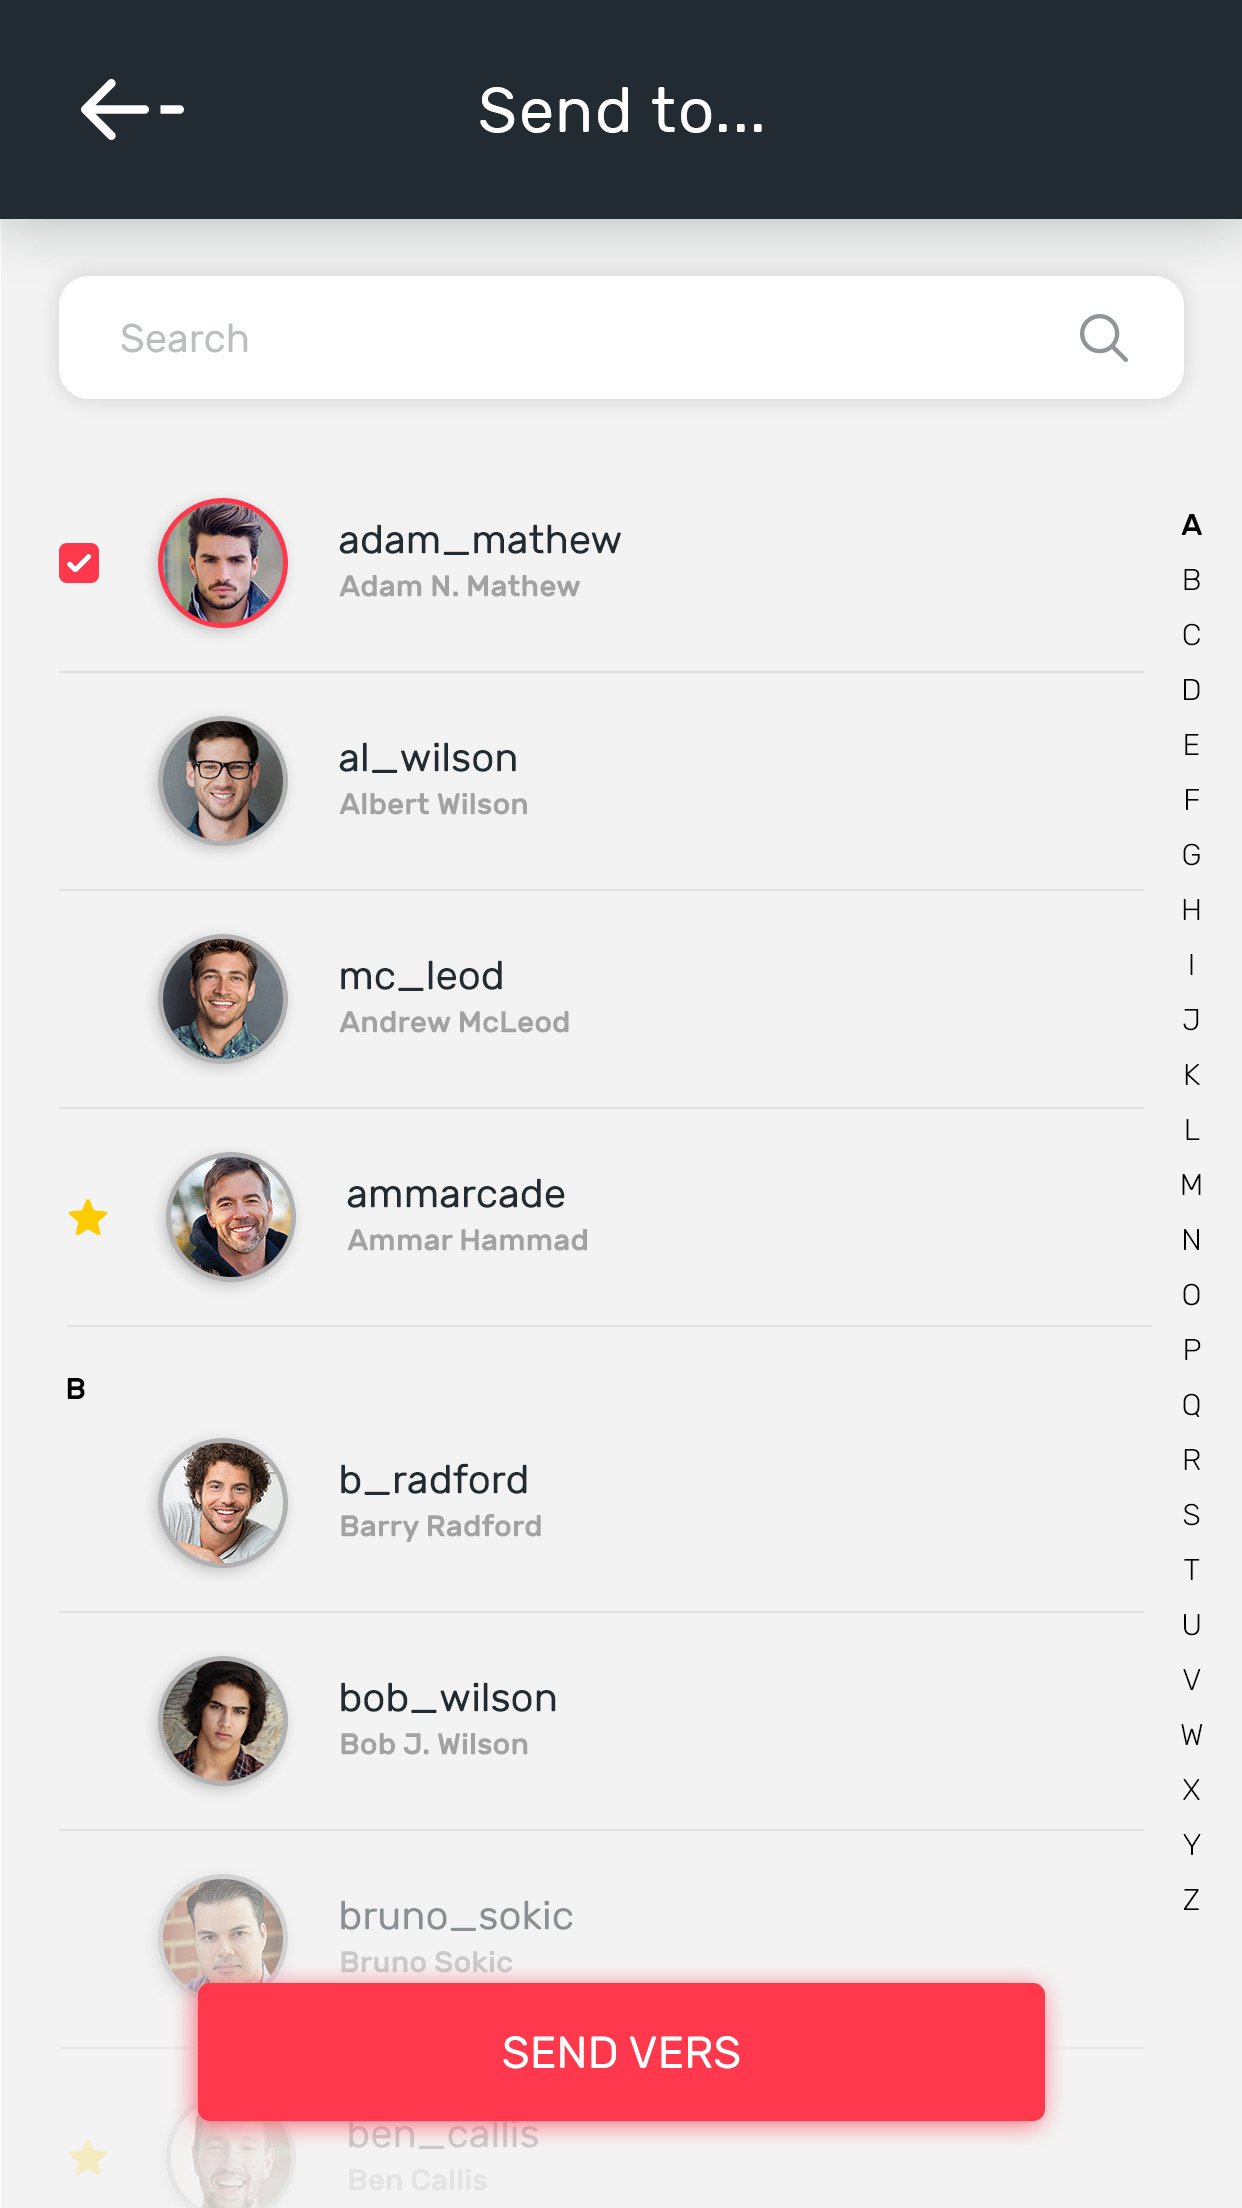 Send to...
Search
adam_mathew
Adam N. Mathew
al_wilson
Albert Wilson
mc_leod
Andrew McLeod
ammarcade
Ammar Hammad
B
b_radford
Barry Radford
bob_wilson
Bob J. Wilson
bruno_sokic
Bruno Sokic
SEND VERS
ben_callis
Ben Callis
A
B
C
D
E
F
G
H
I
J
K
L
M
N
O
P
Q
R
S
T
U
V
W
X
Y
Z